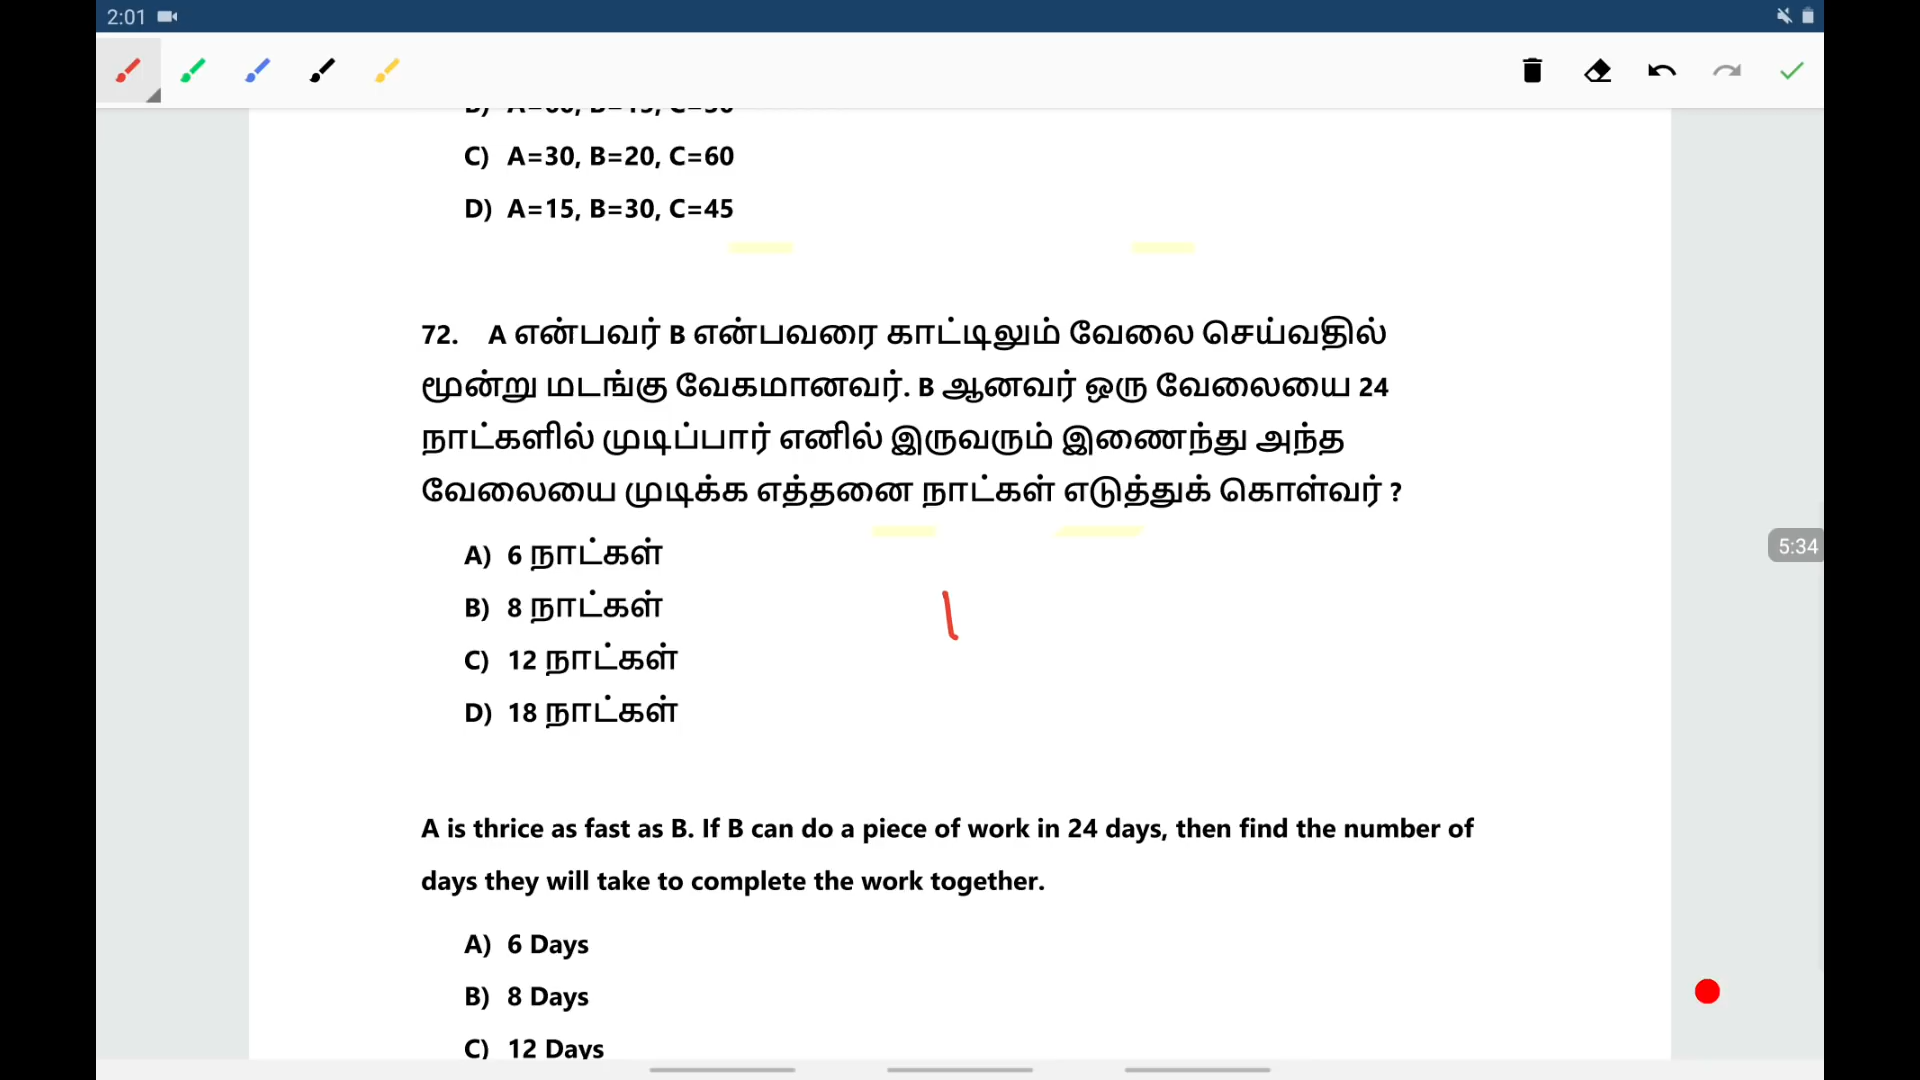 2:01
C) A=30, B=20, C=60
D) A=15, B=30, C=45
72. A என்பவர் B என்பவரை காட்டிலும் வேலை செய்வதில்
மூன்று மடங்கு வேகமானவர். B ஆனவர் ஒரு வேலையை 24
நாட்களில் முடிப்பார் எனில் இருவரும் இணைந்து அந்த
வேலையை முடிக்க எத்தனை நாட்கள் எடுத்துக் கொள்வர் ?
A) 6 நாட்கள்
5:34
B) 8 நாட்கள்
C) 12 நாட்கள்
D) 18 நாட்கள்
A is thrice as fast as B. If B can do a piece of work in 24 days, then find the number of
days they will take to complete the work together.
A) 6 Days
B) 8 Days
C) 12 Days